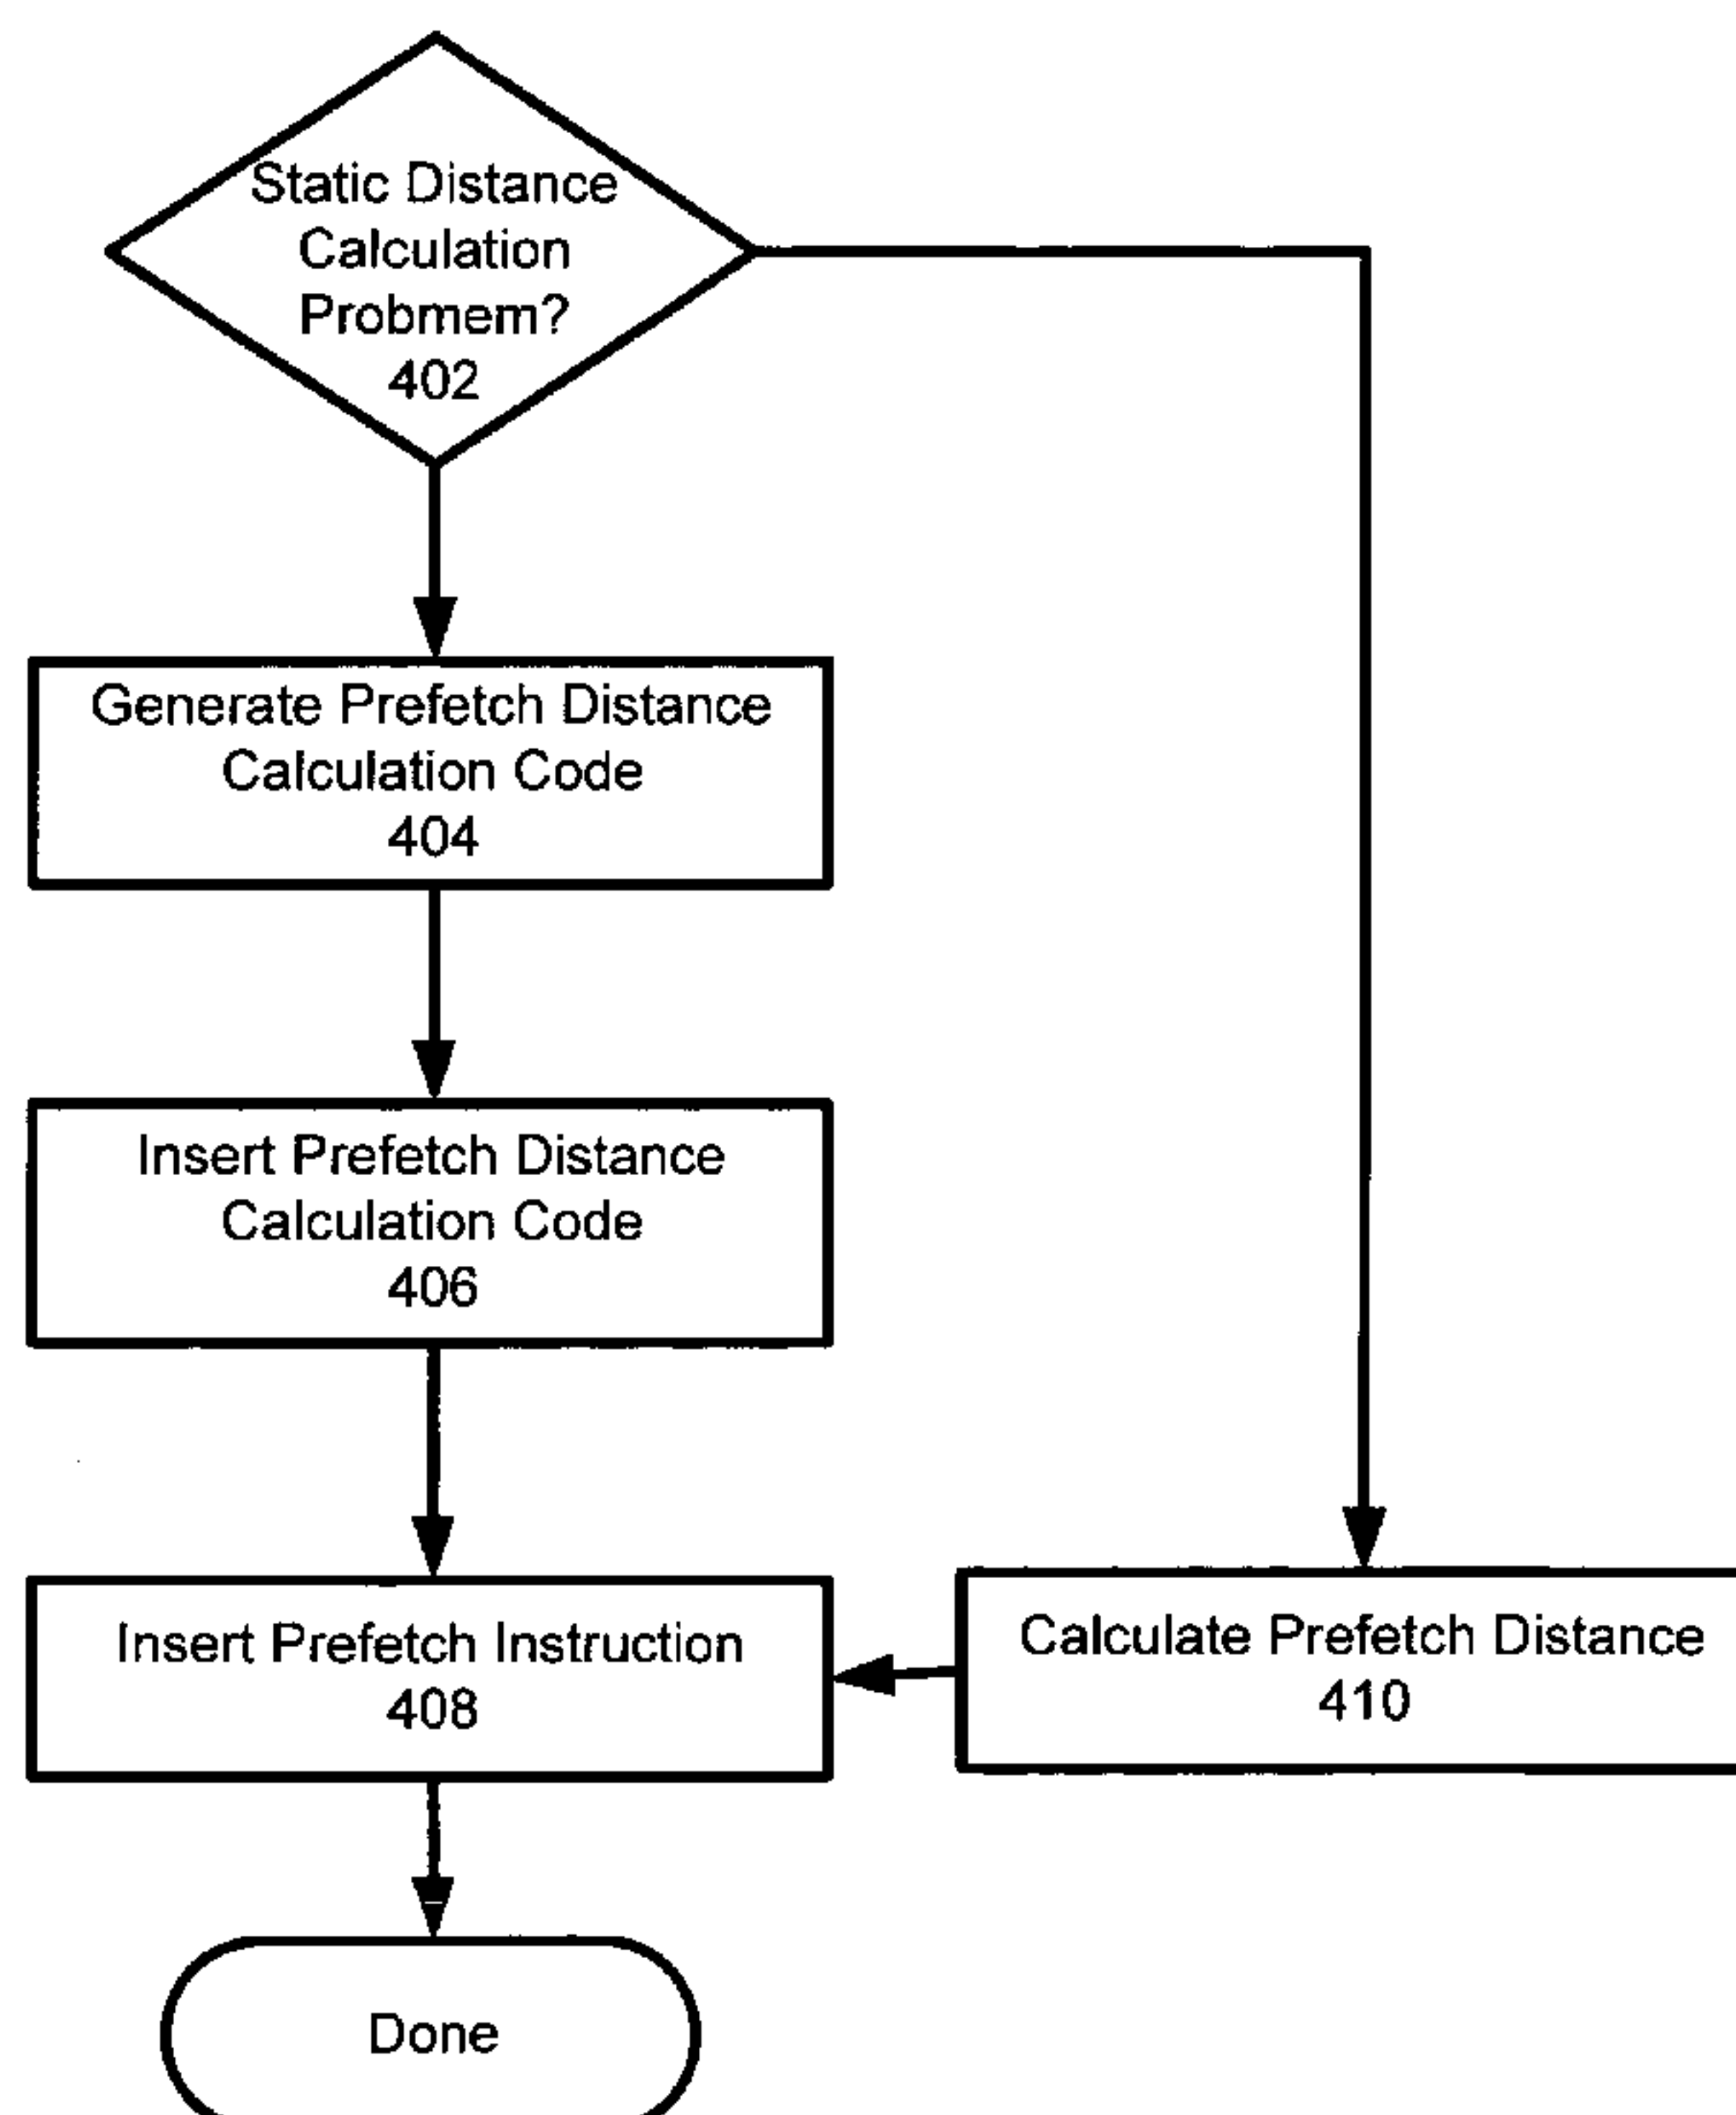 Static Distance
Calculation
Probmem?
402
Generate Prefetch Distance
Calculation Code
404
Insert Prefetch Distance
Calculation Code
406
Insert Prefetch Instruction
408
Calculate Prefetch Distance
410
Done